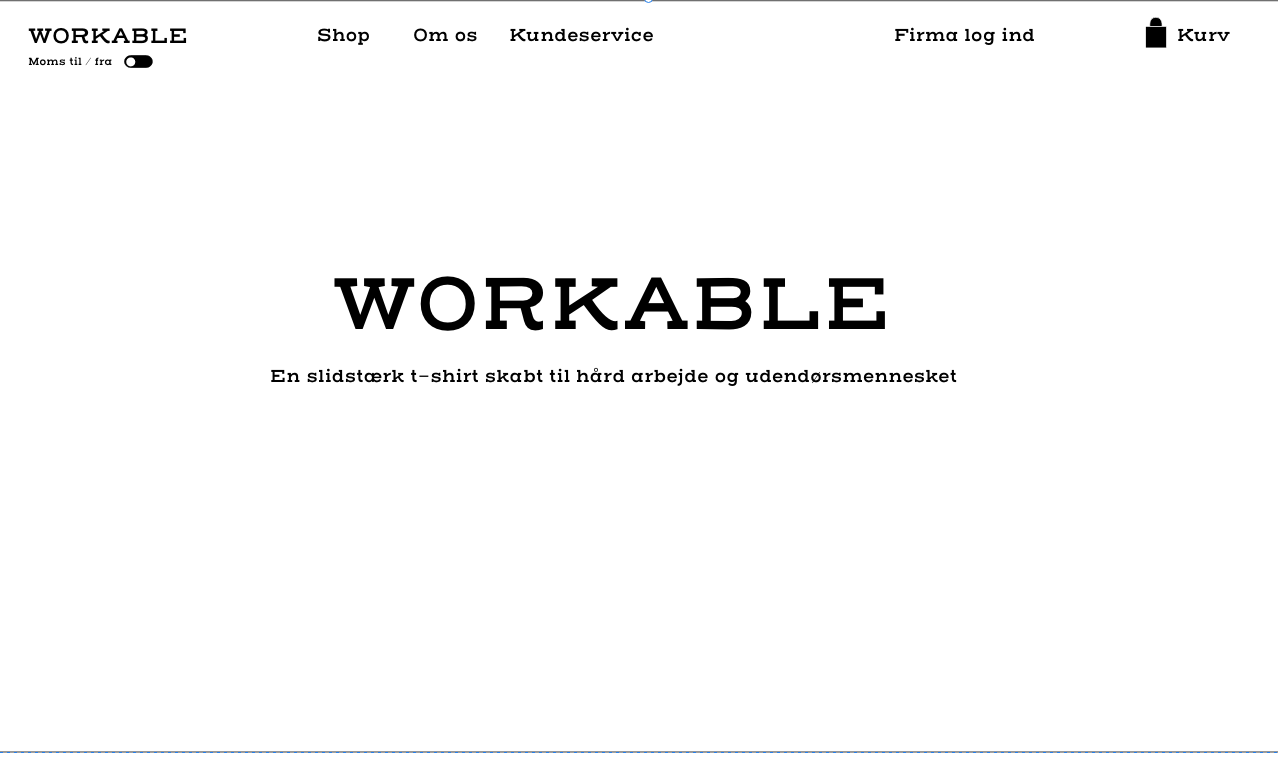 WORKABLE
Shop
Om os
Kundeservice
Firma log ind
Kurv
Moms til / fra
WORKABLE
En slidstærk t-shirt skabt til hård arbejde og udendørsmennesket